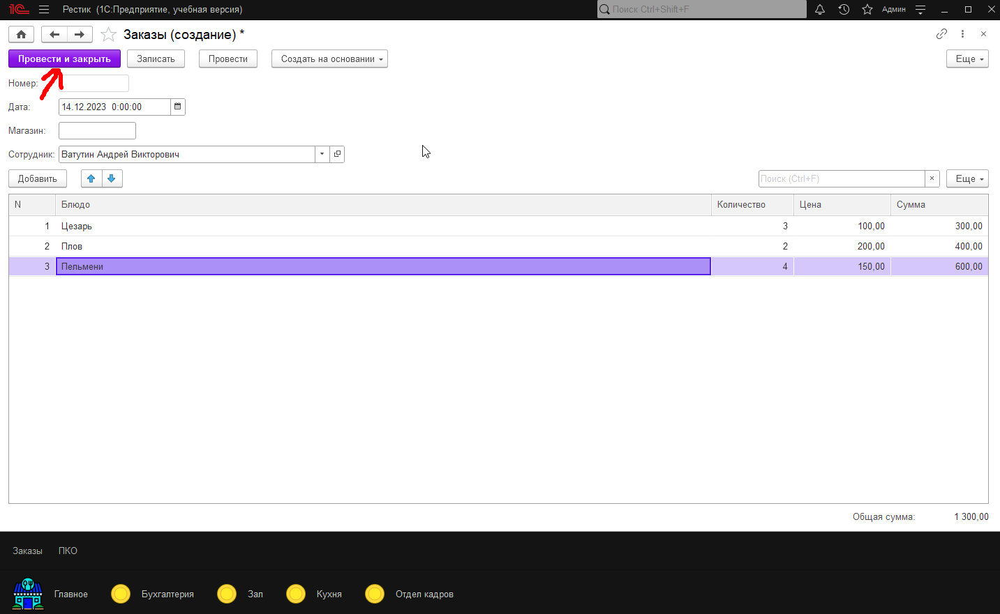 1С Рестик (1С:Предприятие, учебная версия) Поиск Ctrl+Shift+F Админ
Заказы (создание) *
Провести и закрыть Записать Провести Создать на основании Еще
Номер:
Дата: 14.12.2023 0:00:00
Магазин:
Сотрудник: Ватутин Андрей Викторович
Добавить Поиск (Ctrl+F) × Еще
N Блюдо Количество Цена Сумма
1 Цезарь 3 100,00 300,00
2 Плов 2 200,00 400,00
3 Пельмени 4 150,00 600,00
Общая сумма: 1 300,00
Заказы ПКО
Главное Бухгалтерия Зал Кухня Отдел кадров